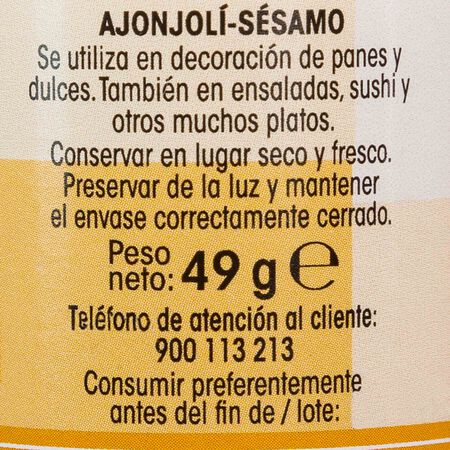 AJONJOLÍ-SÉSAMO
Se utiliza en decoración de panes y
dulces. También en ensaladas, sushi y
otros muchos platos.
Conservar en lugar seco y fresco.
Preservar de la luz y mantener
el envase correctamente cerrado.
Peso
neto: 49 g ℮
Teléfono de atención al cliente:
900 113 213
Consumir preferentemente
antes del fin de / lote: